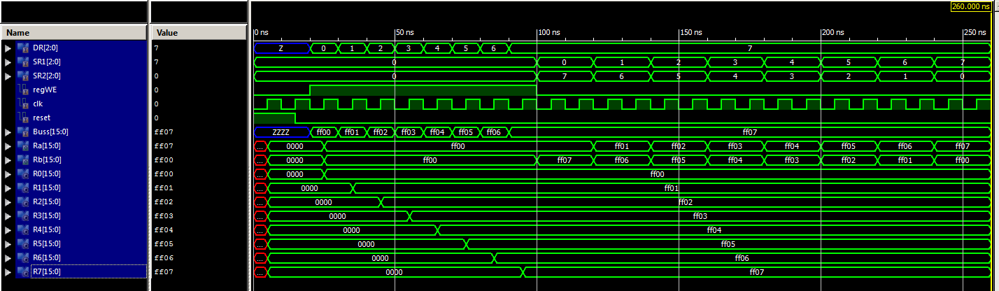 260.000 ns
Name Value 0 ns 50 ns 100 ns 150 ns 200 ns 250 ns
DR[2:0] 7 Z 0 1 2 3 4 5 6 7
SR1[2:0] 7 0 0 1 2 3 4 5 6 7
SR2[2:0] 0 0 7 6 5 4 3 2 1 0
regWE 0
clk 0
reset 0
Buss[15:0] ff07 ZZZZ ff00 ff01 ff02 ff03 ff04 ff05 ff06 ff07
Ra[15:0] ff07 ... 0000 ff00 ff01 ff02 ff03 ff04 ff05 ff06 ff07
Rb[15:0] ff00 ... 0000 ff00 ff07 ff06 ff05 ff04 ff03 ff02 ff01 ff00
R0[15:0] ff00 ... 0000 ff00
R1[15:0] ff01 ... 0000 ff01
R2[15:0] ff02 ... 0000 ff02
R3[15:0] ff03 ... 0000 ff03
R4[15:0] ff04 ... 0000 ff04
R5[15:0] ff05 ... 0000 ff05
R6[15:0] ff06 ... 0000 ff06
R7[15:0] ff07 ... 0000 ff07